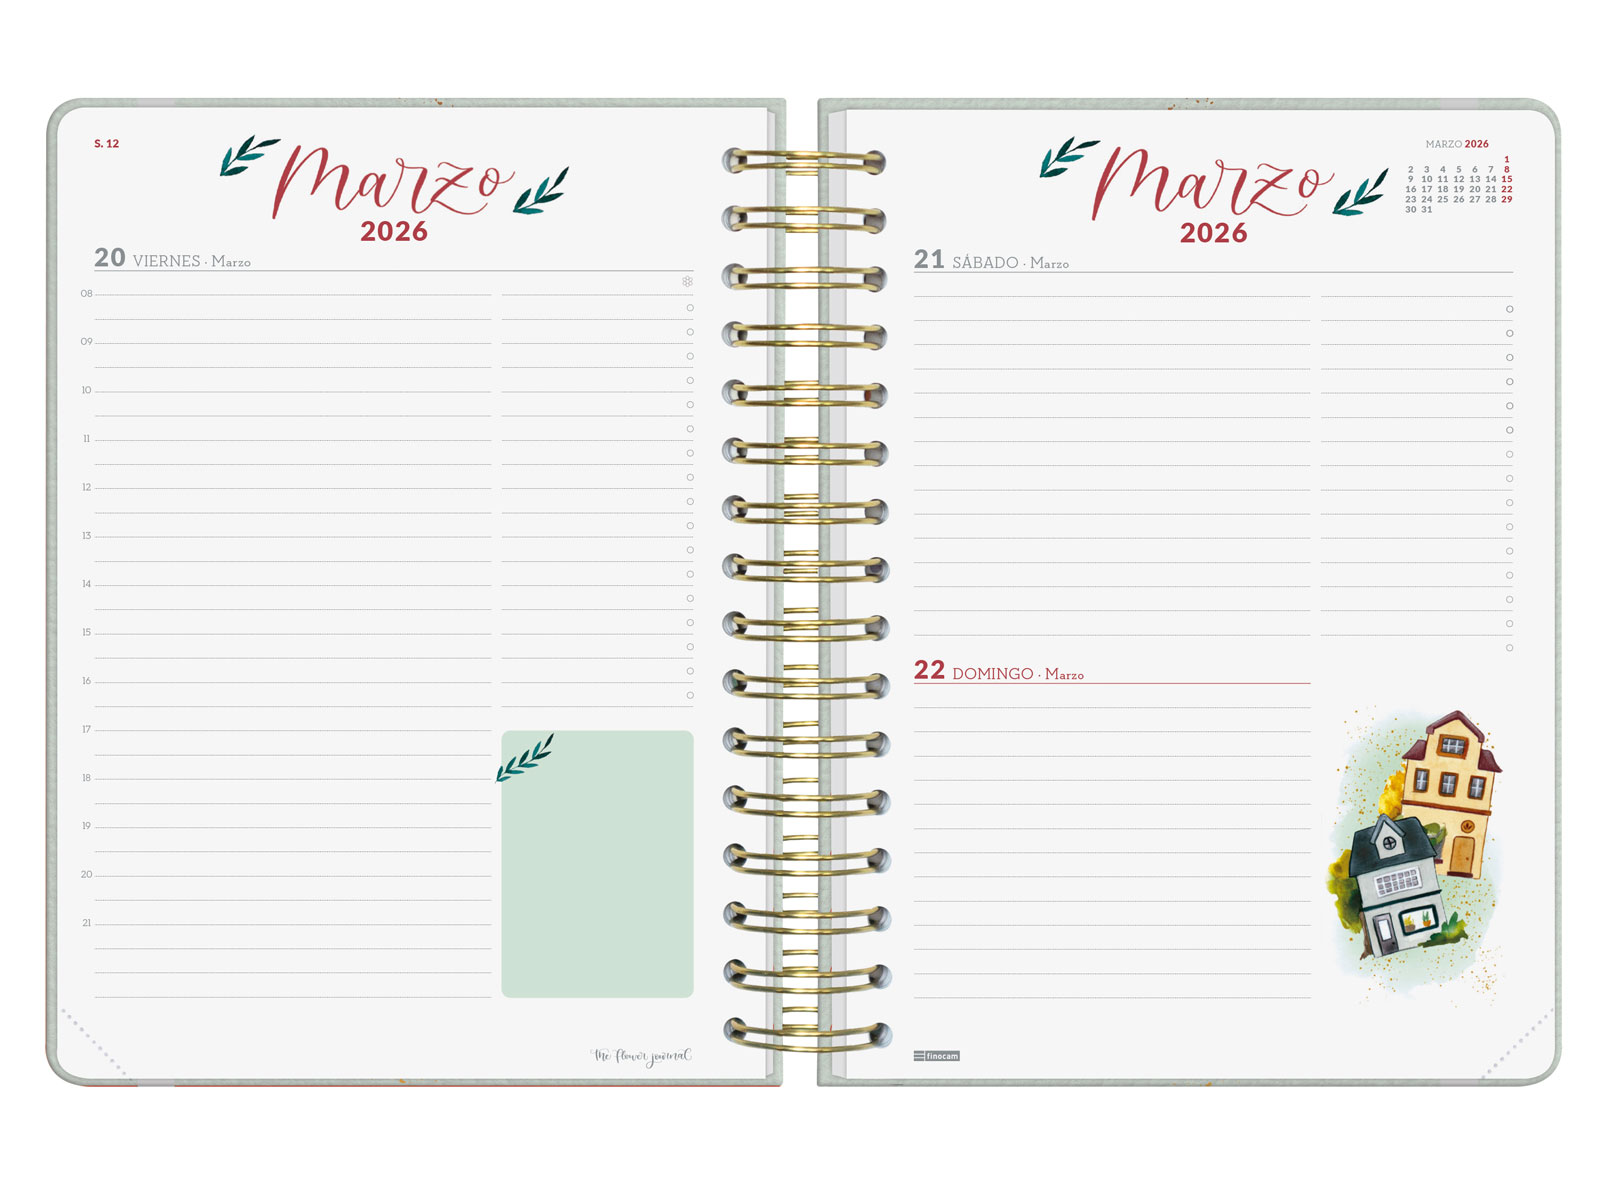 S. 12
Marzo
2026
20 VIERNES · Marzo
08
09
10
11
12
13
14
15
16
17
18
19
20
21
the flower journal
MARZO 2026
1
2 3 4 5 6 7 8
9 10 11 12 13 14 15
16 17 18 19 20 21 22
23 24 25 26 27 28 29
30 31
Marzo
2026
21 SÁBADO · Marzo
22 DOMINGO · Marzo
finocam